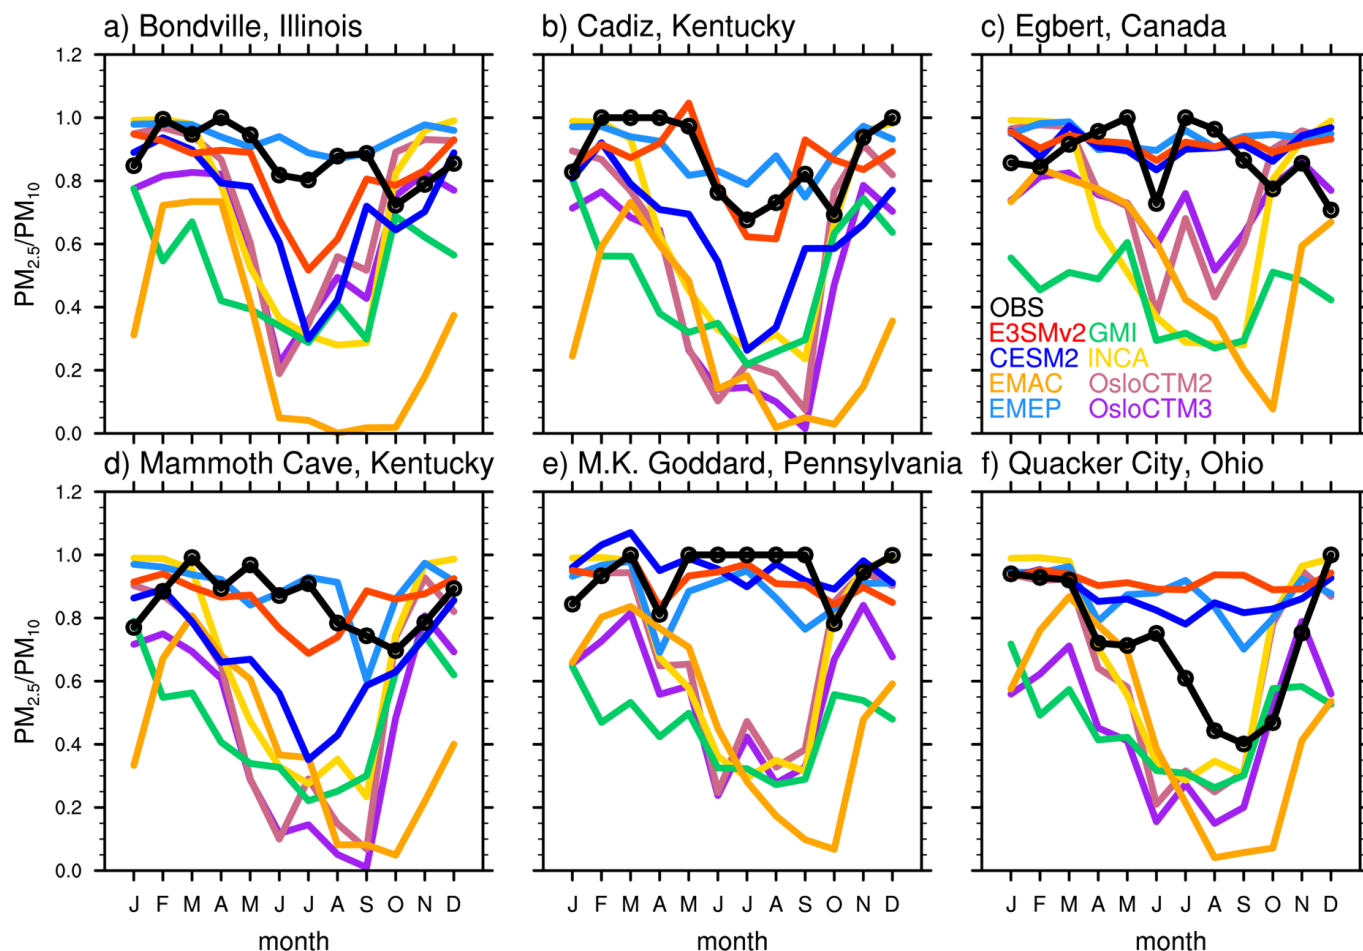 a) Bondville, Illinois
b) Cadiz, Kentucky
c) Egbert, Canada
1.2
1.0
0.8
0.6
0.4
0.2
0.0
PM2.5/PM10
OBS
E3SMv2 GMI
CESM2 INCA
EMAC OsloCTM2
EMEP OsloCTM3
d) Mammoth Cave, Kentucky
e) M.K. Goddard, Pennsylvania
f) Quacker City, Ohio
1.2
1.0
0.8
0.6
0.4
0.2
0.0
PM2.5/PM10
J F M A M J J A S O N D
J F M A M J J A S O N D
J F M A M J J A S O N D
month
month
month